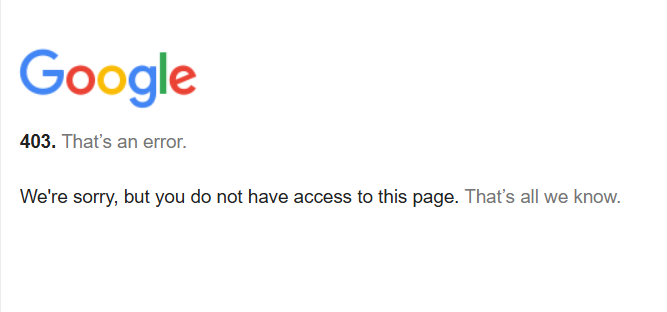 Google
403. That’s an error.
We're sorry, but you do not have access to this page. That’s all we know.